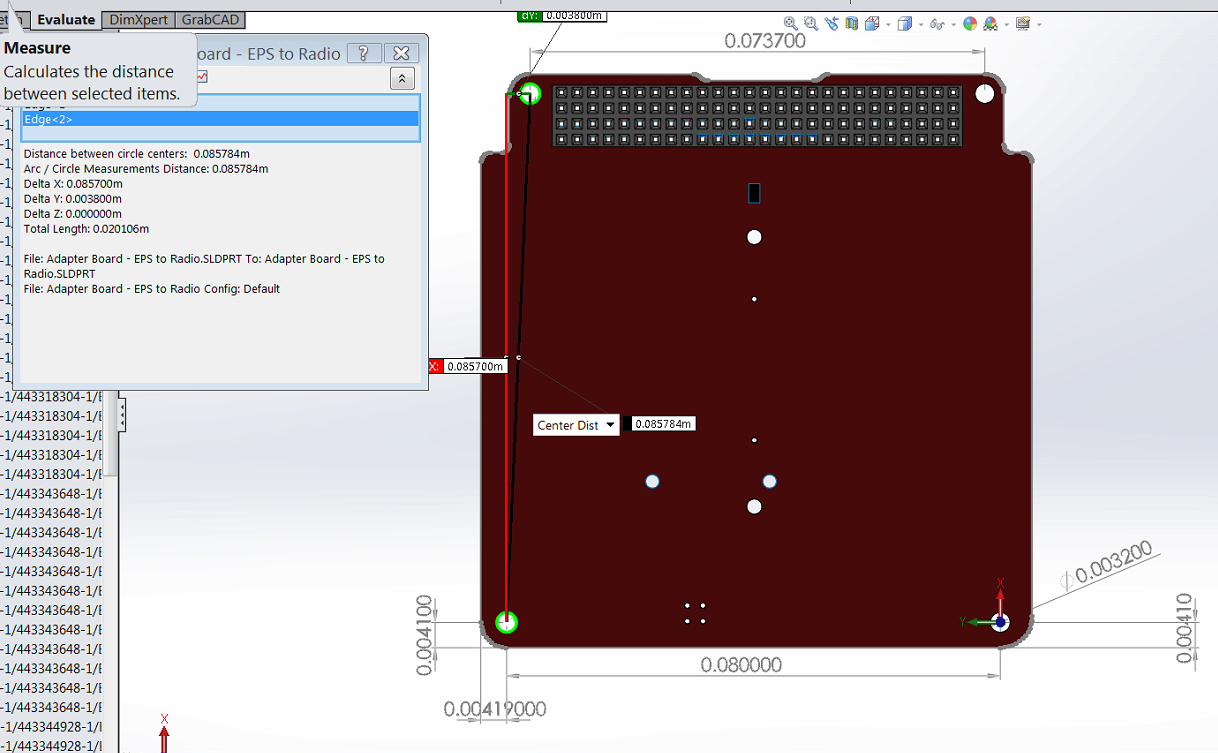 Evaluate
DimXpert
GrabCAD
Measure
Calculates the distance
between selected items.
oard - EPS to Radio
?
Edge<2>
Distance between circle centers: 0.085784m
Arc / Circle Measurements Distance: 0.085784m
Delta X: 0.085700m
Delta Y: 0.003800m
Delta Z: 0.000000m
Total Length: 0.020106m
File: Adapter Board - EPS to Radio.SLDPRT To: Adapter Board - EPS to
Radio.SLDPRT
File: Adapter Board - EPS to Radio Config: Default
-1/443318304-1/E
-1/443318304-1/E
-1/443318304-1/E
-1/443318304-1/E
-1/443318304-1/E
-1/443343648-1/E
-1/443343648-1/E
-1/443343648-1/E
-1/443343648-1/E
-1/443343648-1/E
-1/443343648-1/E
-1/443343648-1/E
-1/443343648-1/E
-1/443343648-1/E
-1/443343648-1/E
-1/443343648-1/E
-1/443343648-1/E
-1/443344928-1/E
-1/443344928-1/E
dY: 0.003800m
0.073700
X: 0.085700m
Center Dist
0.085784m
∅0.003200
X
Y
0.004100
0.00410
0.080000
0.00419000
X